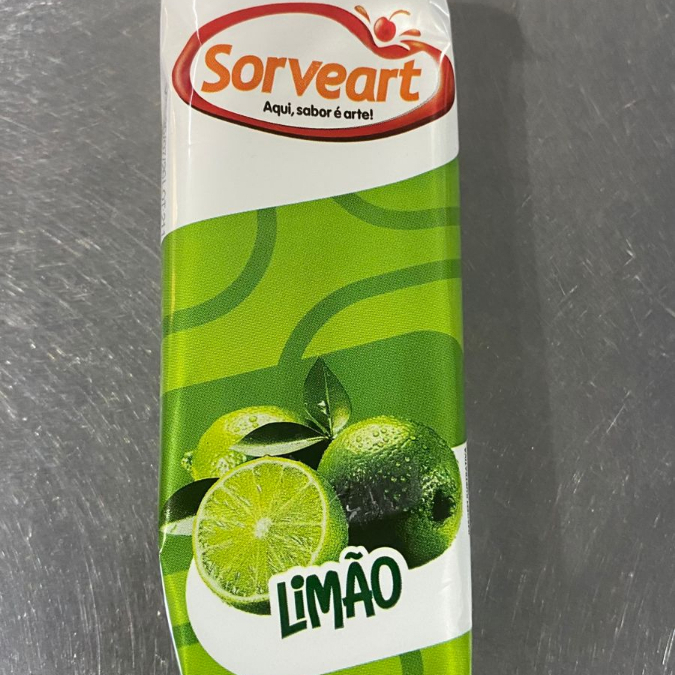 Sorveart
Aqui, sabor é arte!
LIMÃO